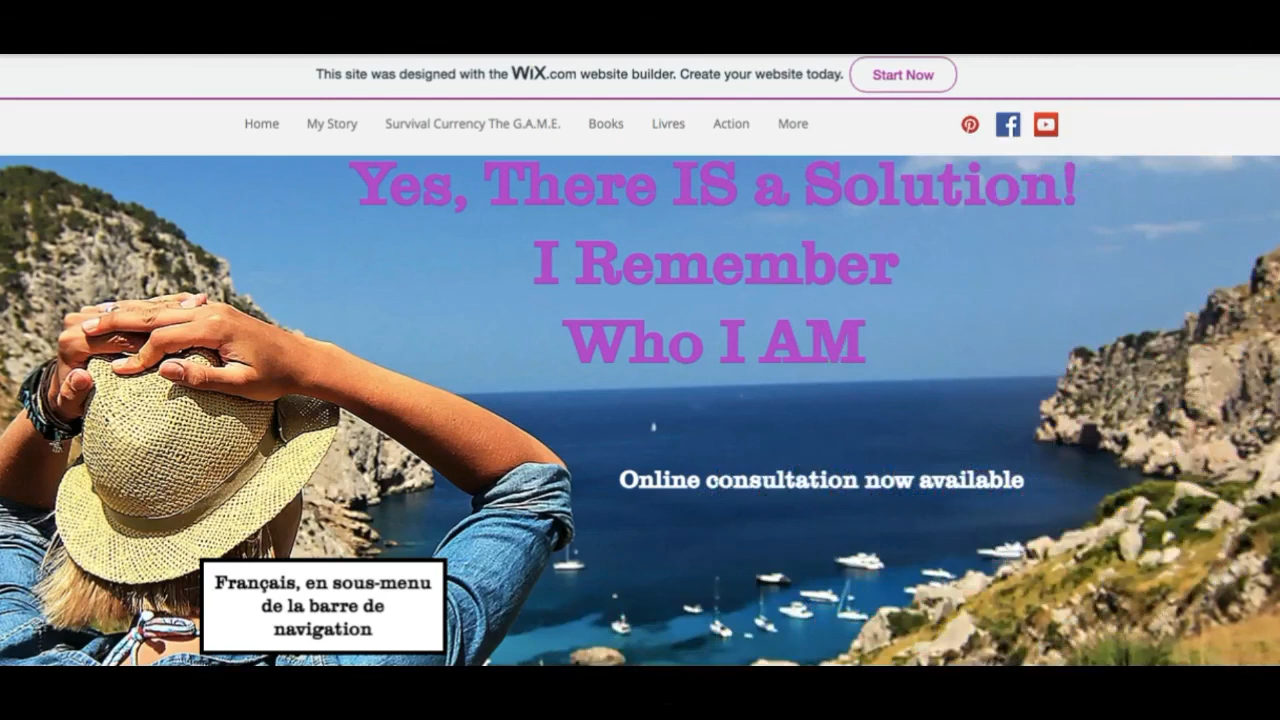 This site was designed with the WiX.com website builder. Create your website today. Start Now
Home My Story Survival Currency The G.A.M.E. Books Livres Action More
Yes, There IS a Solution!
I Remember
Who I AM
Online consultation now available
Français, en sous-menu
de la barre de
navigation